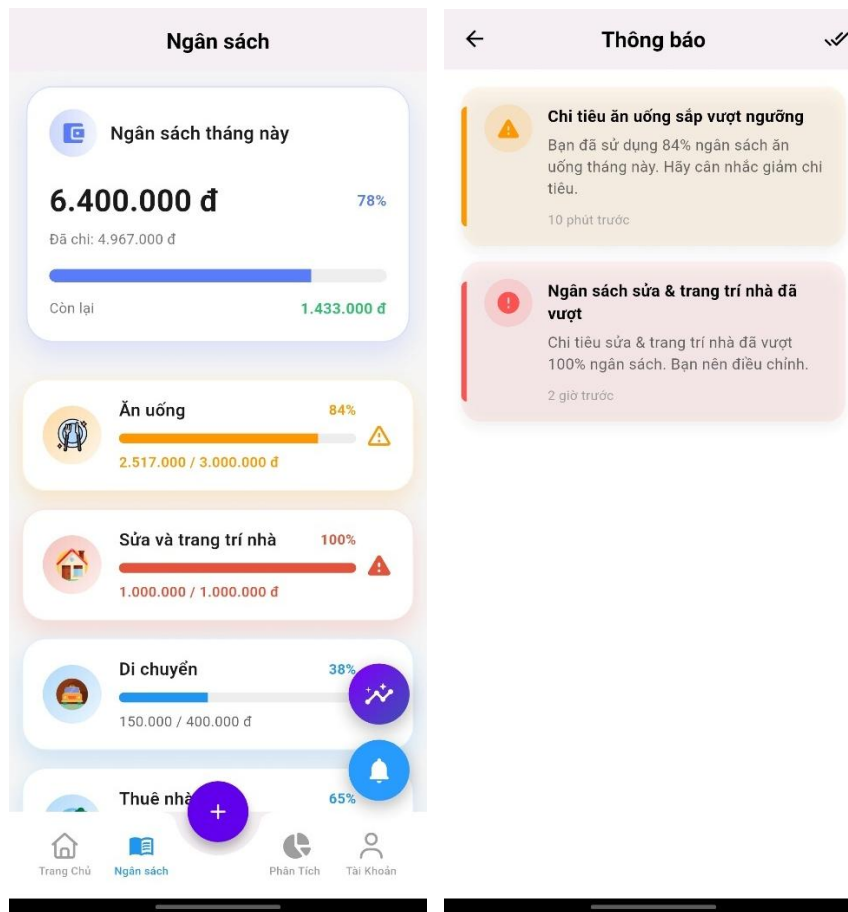 Ngân sách
Ngân sách tháng này
6.400.000 đ
78%
Đã chi: 4.967.000 đ
Còn lại
1.433.000 đ
Ăn uống
84%
2.517.000 / 3.000.000 đ
Sửa và trang trí nhà
100%
1.000.000 / 1.000.000 đ
Di chuyển
38%
150.000 / 400.000 đ
Thuê nhà
65%
Trang Chủ
Ngân sách
Phân Tích
Tài Khoản
Thông báo
Chi tiêu ăn uống sắp vượt ngưỡng
Bạn đã sử dụng 84% ngân sách ăn
uống tháng này. Hãy cân nhắc giảm chi
tiêu.
10 phút trước
Ngân sách sửa & trang trí nhà đã
vượt
Chi tiêu sửa & trang trí nhà đã vượt
100% ngân sách. Bạn nên điều chỉnh.
2 giờ trước